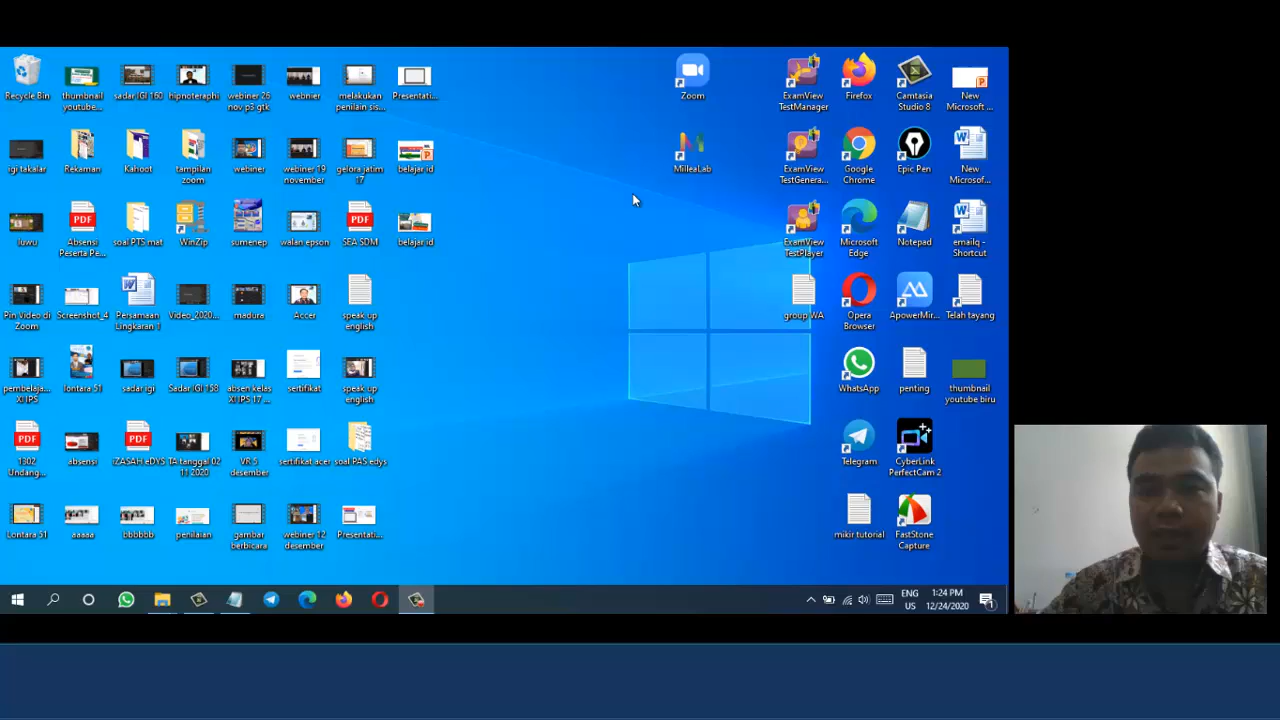 Recycle Bin
thumbnail
youtube...
sadar IGI 160
hipnoteraphi
webiner 26
nov p3 gtk
webnier
melakukan
penilain sis...
Presentati...
Zoom
ExamView
TestManager
Firefox
Camtasia
Studio 8
New
Microsoft ...
igi takalar
Rekaman
Kahoot
tampilan
zoom
webiner
webiner 19
november
gelora jatim
17
belajar id
MilleaLab
ExamView
TestGenera...
Google
Chrome
Epic Pen
New
Microsof...
luwu
PDF
Absensi
Peserta Pe...
soal PTS mat
WinZip
sumenep
walan epson
PDF
SEA SDM
belajar id
ExamView
TestPlayer
Microsoft
Edge
Notepad
emailq -
Shortcut
Pin Video di
Zoom
Screenshot_4
Persamaan
Lingkaran 1
Video_2020...
madura
Accer
speak up
english
group WA
Opera
Browser
ApowerMir...
Telah tayang
pembelaja...
XI IPS
lontara 51
sadar igi
Sadar IGI 158
absen kelas
XI IPS 17 ...
sertifikat
speak up
english
WhatsApp
penting
thumbnail
youtube biru
PDF
1302
Undang...
absensi
PDF
iZASAH eDYS
TA tanggal 02
11 2020
VR 5
desember
sertifikat acer
soal PAS edys
Telegram
CyberLink
PerfectCam 2
Lontara 51
aaaaa
bbbbbb
penilaian
gambar
berbicara
webiner 12
desember
Presentati...
mikir tutorial
FastStone
Capture
ENG
US
1:24 PM
12/24/2020
1